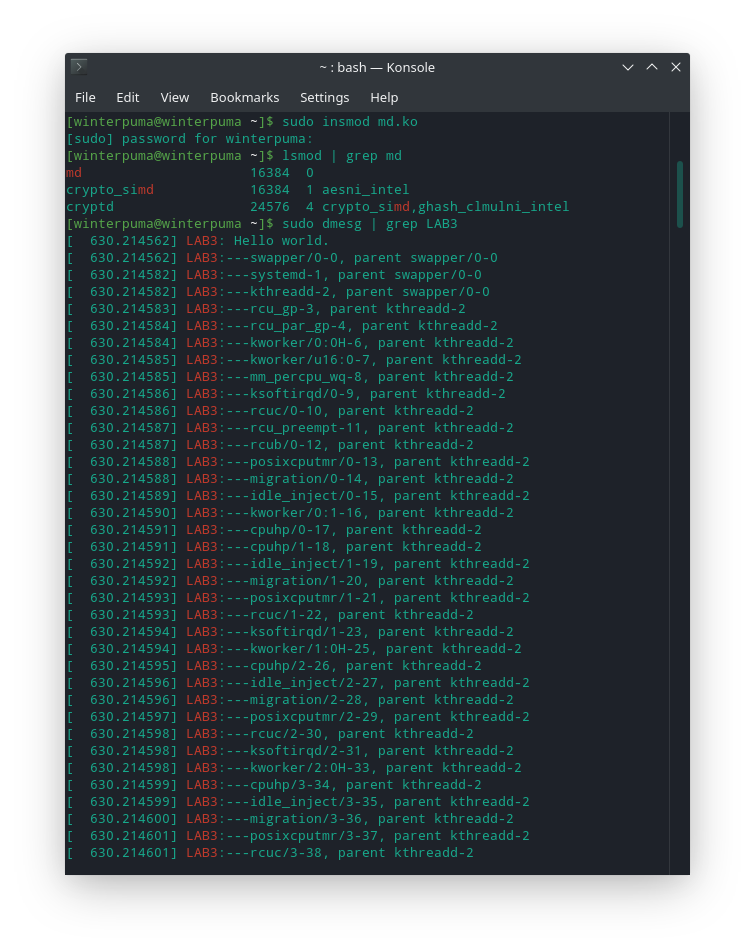 ~ : bash — Konsole
File Edit View Bookmarks Settings Help
[winterpuma@winterpuma ~]$ sudo insmod md.ko
[sudo] password for winterpuma:
[winterpuma@winterpuma ~]$ lsmod | grep md
md                     16384  0
crypto_simd            16384  1 aesni_intel
cryptd                 24576  4 crypto_simd,ghash_clmulni_intel
[winterpuma@winterpuma ~]$ sudo dmesg | grep LAB3
[  630.214562] LAB3: Hello world.
[  630.214562] LAB3:---swapper/0-0, parent swapper/0-0
[  630.214582] LAB3:---systemd-1, parent swapper/0-0
[  630.214582] LAB3:---kthreadd-2, parent swapper/0-0
[  630.214583] LAB3:---rcu_gp-3, parent kthreadd-2
[  630.214584] LAB3:---rcu_par_gp-4, parent kthreadd-2
[  630.214584] LAB3:---kworker/0:0H-6, parent kthreadd-2
[  630.214585] LAB3:---kworker/u16:0-7, parent kthreadd-2
[  630.214585] LAB3:---mm_percpu_wq-8, parent kthreadd-2
[  630.214586] LAB3:---ksoftirqd/0-9, parent kthreadd-2
[  630.214586] LAB3:---rcuc/0-10, parent kthreadd-2
[  630.214587] LAB3:---rcu_preempt-11, parent kthreadd-2
[  630.214587] LAB3:---rcub/0-12, parent kthreadd-2
[  630.214588] LAB3:---posixcputmr/0-13, parent kthreadd-2
[  630.214588] LAB3:---migration/0-14, parent kthreadd-2
[  630.214589] LAB3:---idle_inject/0-15, parent kthreadd-2
[  630.214590] LAB3:---kworker/0:1-16, parent kthreadd-2
[  630.214591] LAB3:---cpuhp/0-17, parent kthreadd-2
[  630.214591] LAB3:---cpuhp/1-18, parent kthreadd-2
[  630.214592] LAB3:---idle_inject/1-19, parent kthreadd-2
[  630.214592] LAB3:---migration/1-20, parent kthreadd-2
[  630.214593] LAB3:---posixcputmr/1-21, parent kthreadd-2
[  630.214593] LAB3:---rcuc/1-22, parent kthreadd-2
[  630.214594] LAB3:---ksoftirqd/1-23, parent kthreadd-2
[  630.214594] LAB3:---kworker/1:0H-25, parent kthreadd-2
[  630.214595] LAB3:---cpuhp/2-26, parent kthreadd-2
[  630.214596] LAB3:---idle_inject/2-27, parent kthreadd-2
[  630.214596] LAB3:---migration/2-28, parent kthreadd-2
[  630.214597] LAB3:---posixcputmr/2-29, parent kthreadd-2
[  630.214598] LAB3:---rcuc/2-30, parent kthreadd-2
[  630.214598] LAB3:---ksoftirqd/2-31, parent kthreadd-2
[  630.214598] LAB3:---kworker/2:0H-33, parent kthreadd-2
[  630.214599] LAB3:---cpuhp/3-34, parent kthreadd-2
[  630.214599] LAB3:---idle_inject/3-35, parent kthreadd-2
[  630.214600] LAB3:---migration/3-36, parent kthreadd-2
[  630.214601] LAB3:---posixcputmr/3-37, parent kthreadd-2
[  630.214601] LAB3:---rcuc/3-38, parent kthreadd-2